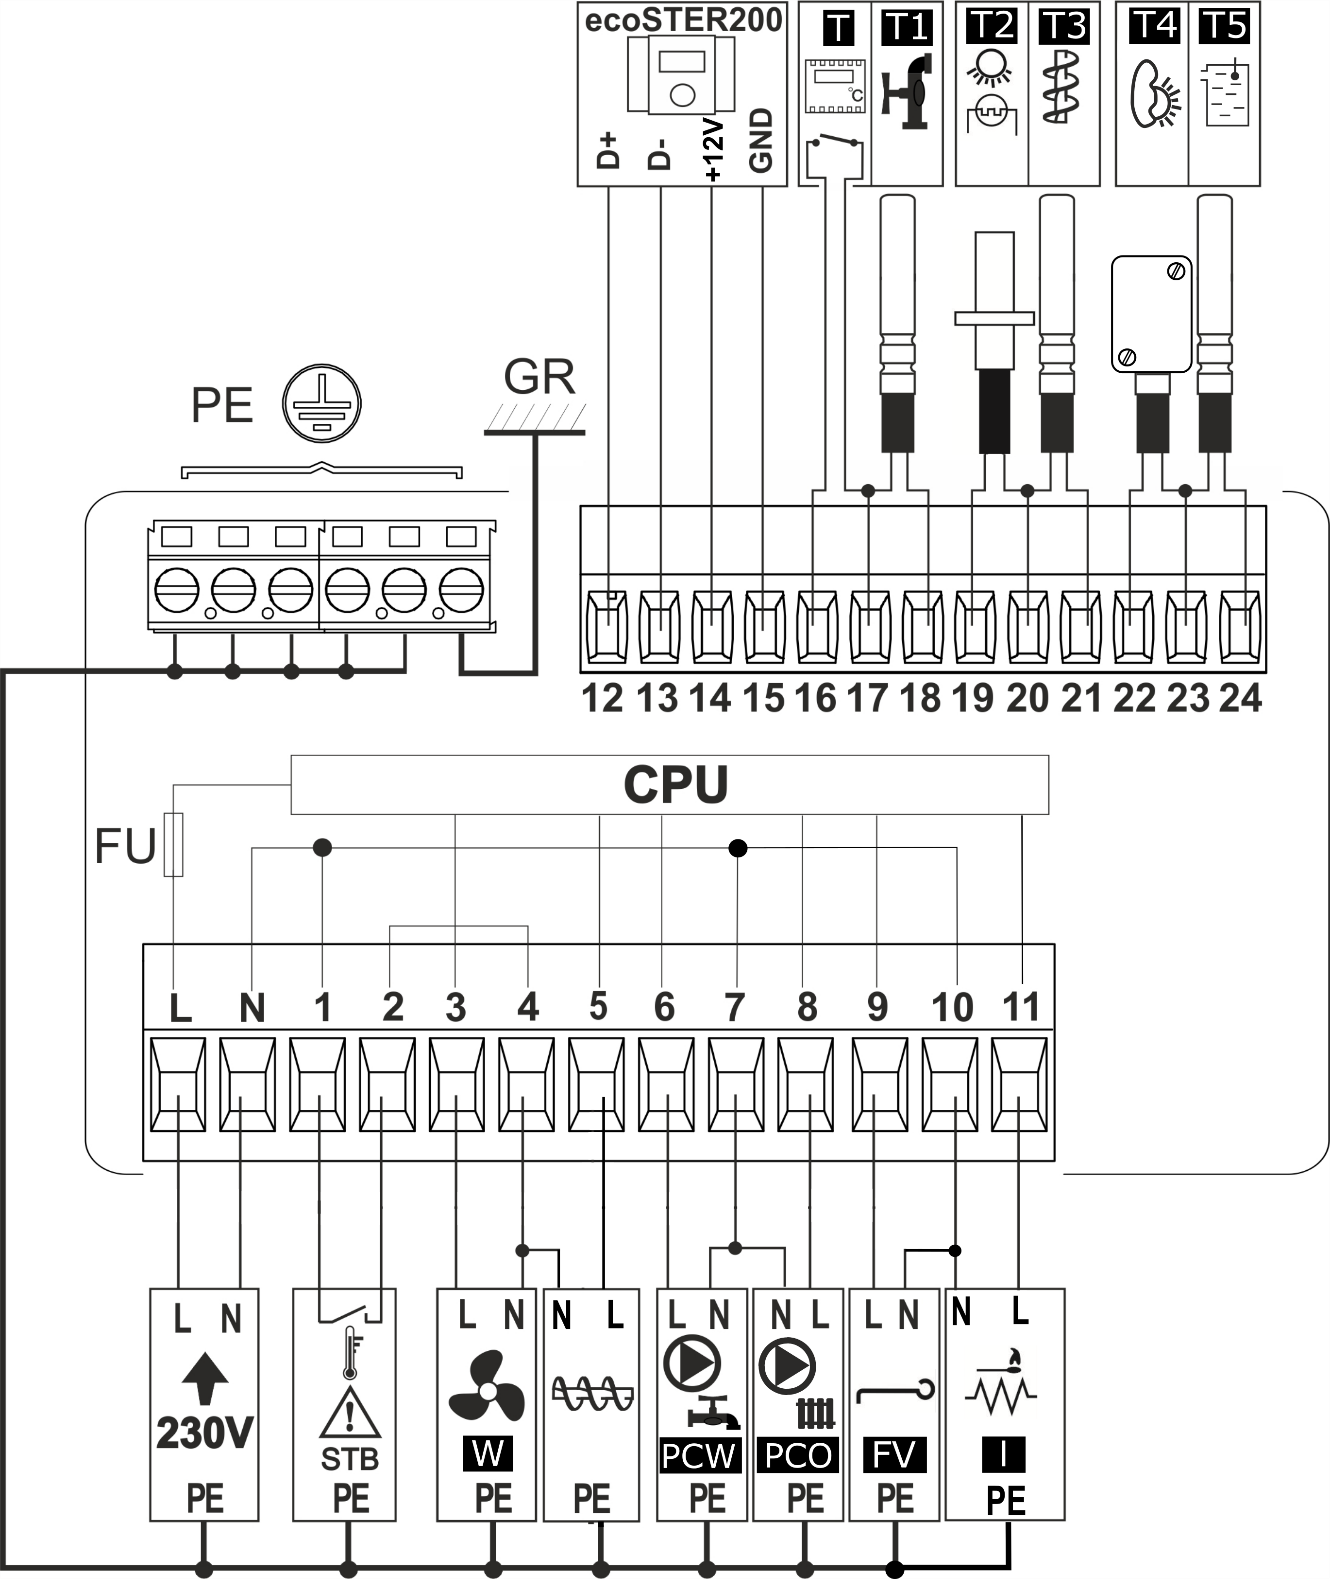 ecoSTER200
D+ D- +12V GND
T T1 T2 T3 T4 T5
°C
PE
GR
12 13 14 15 16 17 18 19 20 21 22 23 24
CPU
FU
L N 1 2 3 4 5 6 7 8 9 10 11
L N L N N L L N N L L N N L
230V
STB
W PCW PCO FV I
PE PE PE PE PE PE PE PE